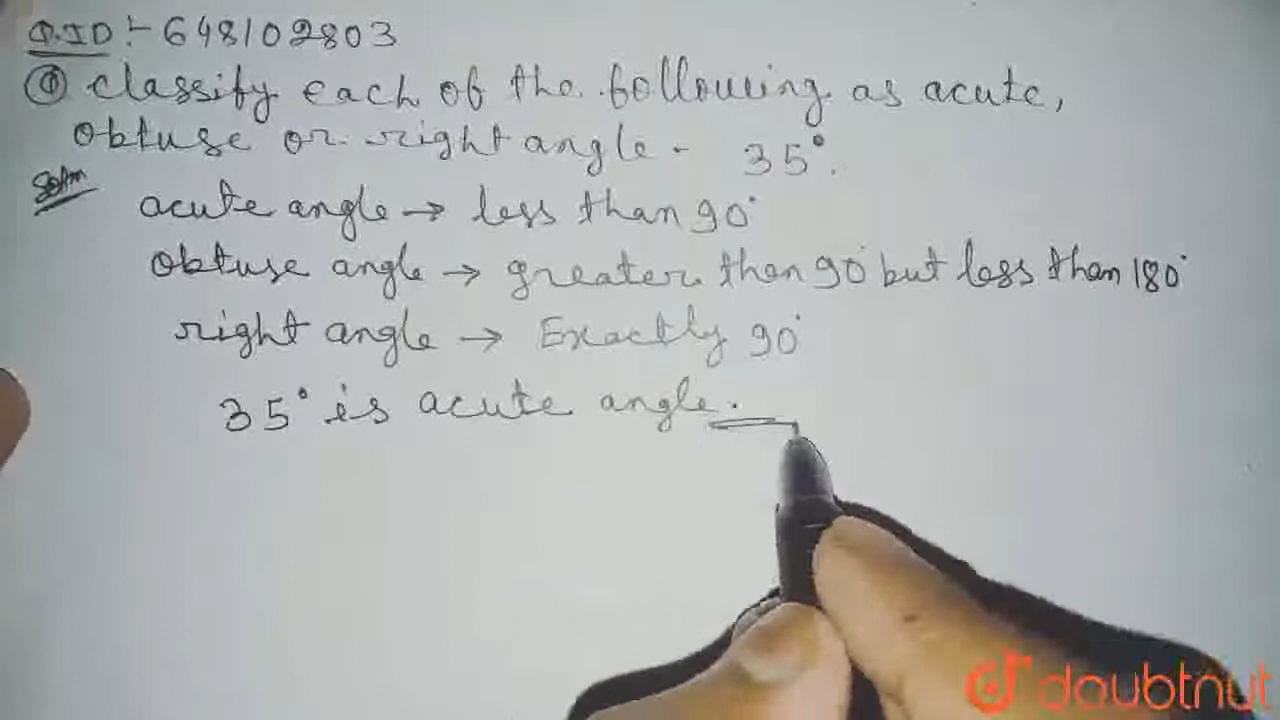 Q.ID :- 648102803
Q classify each of the following as acute,
obtuse or right angle - 35°.
Soln
acute angle → less than 90°
obtuse angle → greater than 90° but less than 180°
right angle → Exactly 90°
35° is acute angle.
doubtnut